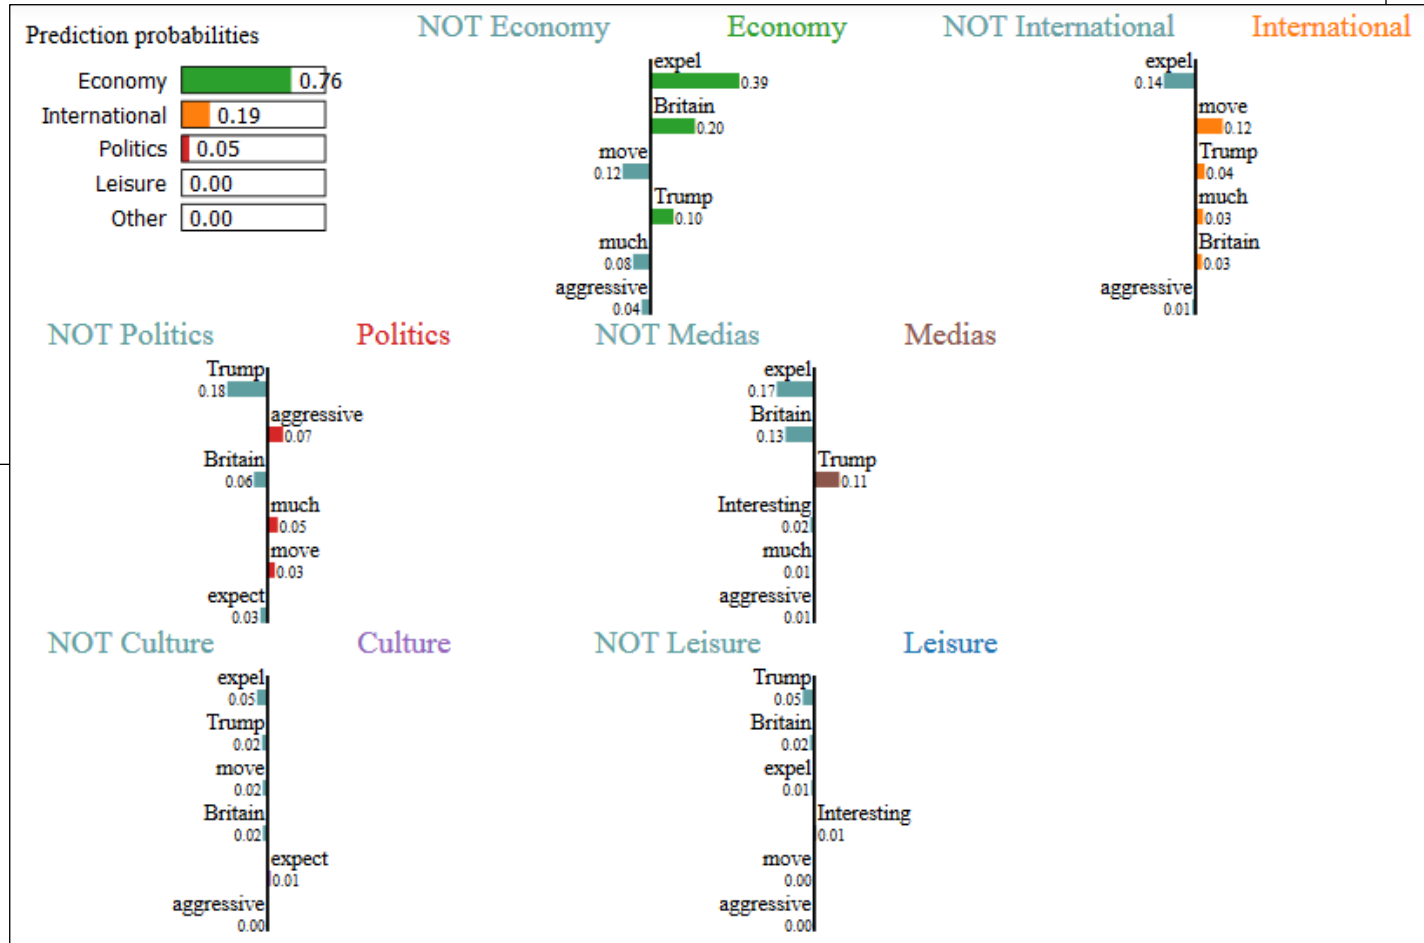 Prediction probabilities
Economy 0.76
International 0.19
Politics 0.05
Leisure 0.00
Other 0.00
NOT Economy Economy
expel
0.39
Britain
0.20
move
0.12
Trump
0.10
much
0.08
aggressive
0.04
NOT International International
expel
0.14
move
0.12
Trump
0.04
much
0.03
Britain
0.03
aggressive
0.01
NOT Politics Politics
Trump
0.18
aggressive
0.07
Britain
0.06
much
0.05
move
0.03
expect
0.03
NOT Medias Medias
expel
0.17
Britain
0.13
Trump
0.11
Interesting
0.02
much
0.01
aggressive
0.01
NOT Culture Culture
expel
0.05
Trump
0.02
move
0.02
Britain
0.02
expect
0.01
aggressive
0.00
NOT Leisure Leisure
Trump
0.05
Britain
0.02
expel
0.01
Interesting
0.01
move
0.00
aggressive
0.00